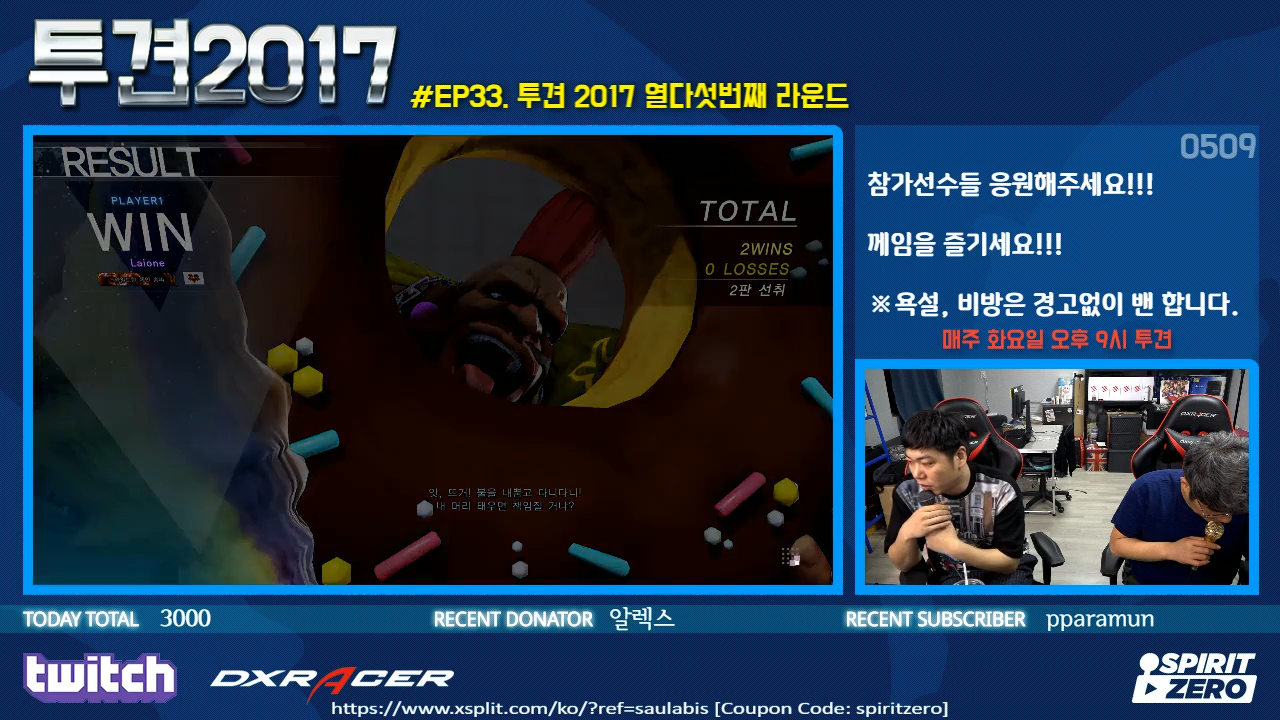 투견2017
#EP33. 투견 2017 열다섯번째 라운드
RESULT
PLAYER1
WIN
Laione
TOTAL
2WINS
0 LOSSES
2판 선취
앗, 뜨거! 불을 내뿜고 다니다니!
내 머리 태우면 책임질 거냐?
0509
참가선수들 응원해주세요!!!
께임을 즐기세요!!!
※욕설, 비방은 경고없이 밴 합니다.
매주 화요일 오후 9시 투견
DXRACER
TODAY TOTAL 3000
RECENT DONATOR 알렉스
RECENT SUBSCRIBER pparamun
twitch
DXRACER
SPIRIT ZERO
https://www.xsplit.com/ko/?ref=saulabis [Coupon Code: spiritzero]